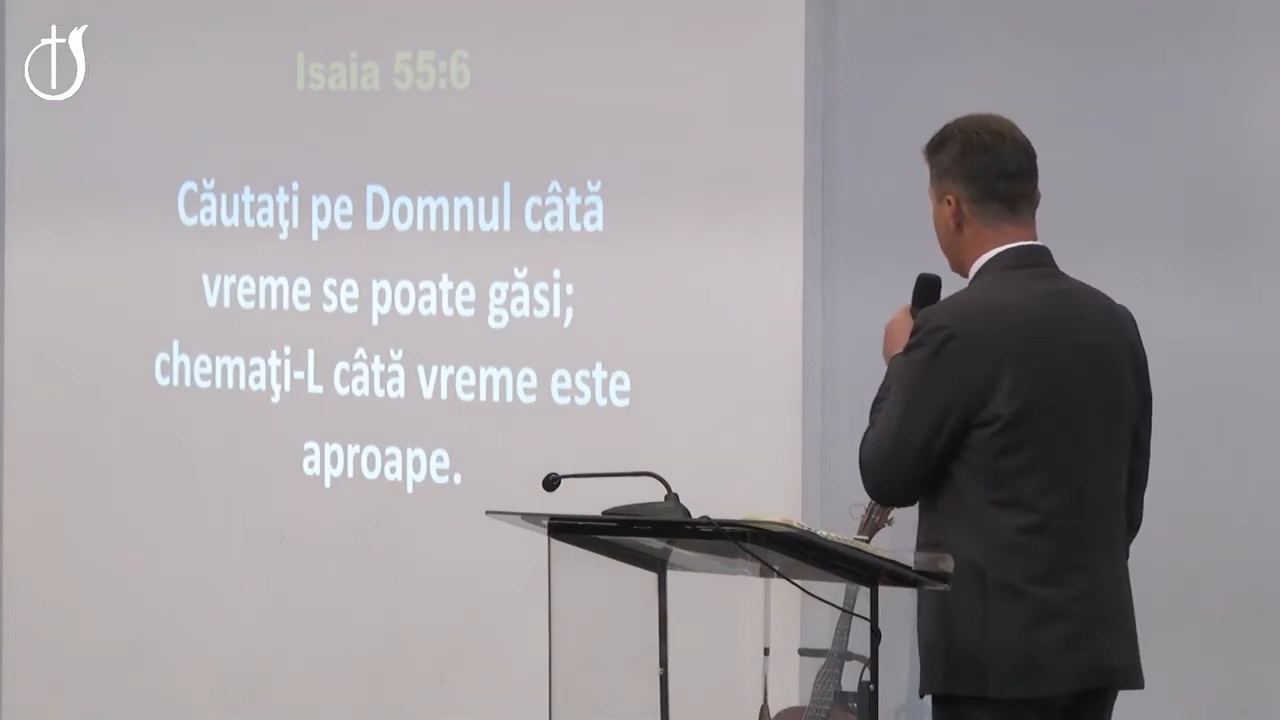 Isaia 55:6
Căutaţi pe Domnul câtă
vreme se poate găsi;
chemaţi-L câtă vreme este
aproape.